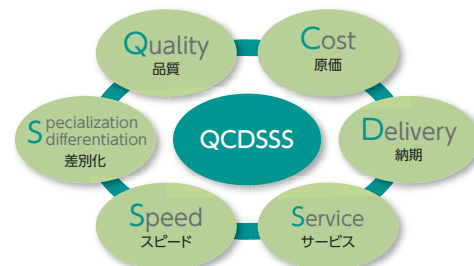 Quality
品質
Cost
原価
Specialization
differentiation
差別化
QCDSSS
Delivery
納期
Speed
スピード
Service
サービス